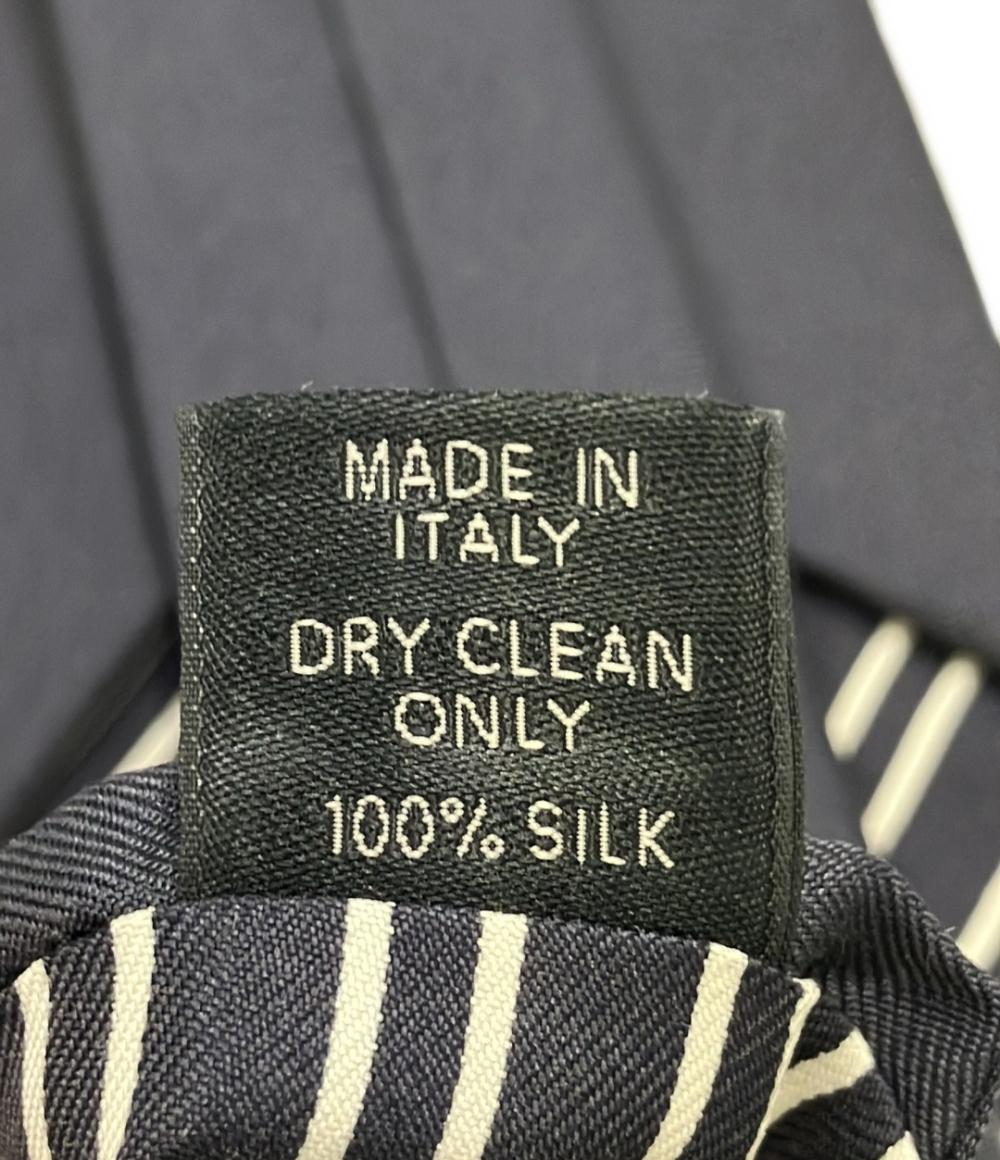 MADE IN
ITALY
DRY CLEAN
ONLY
100% SILK